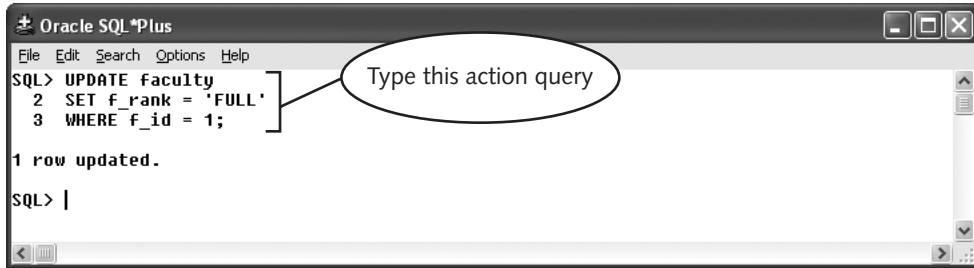 Oracle SQL*Plus
File Edit Search Options Help
SQL> UPDATE faculty
2 SET f_rank = 'FULL'
3 WHERE f_id = 1;
Type this action query
1 row updated.
SQL>